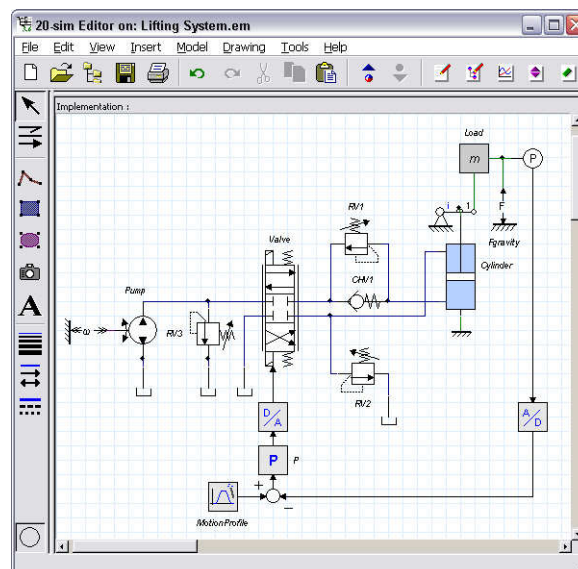 20-sim Editor on: Lifting System.em
File Edit View Insert Model Drawing Tools Help
Implementation :
Load
m
P
RV1
i
1
F
Fgravity
Valve
Cylinder
Pump
CHV1
ω
RV3
RV2
D/A
A/D
P
P
+
−
MotionProfile
A